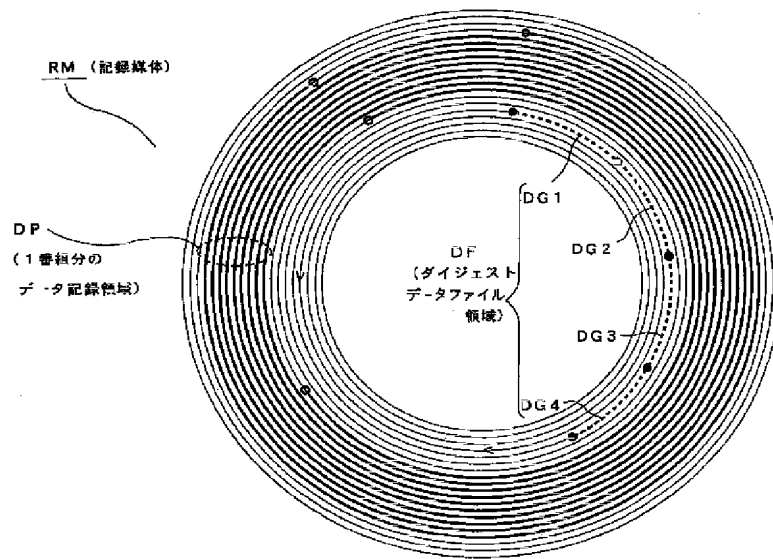 RM (記録媒体)
DP
(1番組分の
データ記録領域)
DG1
DG2
DF
(ダイジェスト
データファイル
領域)
DG3
DG4